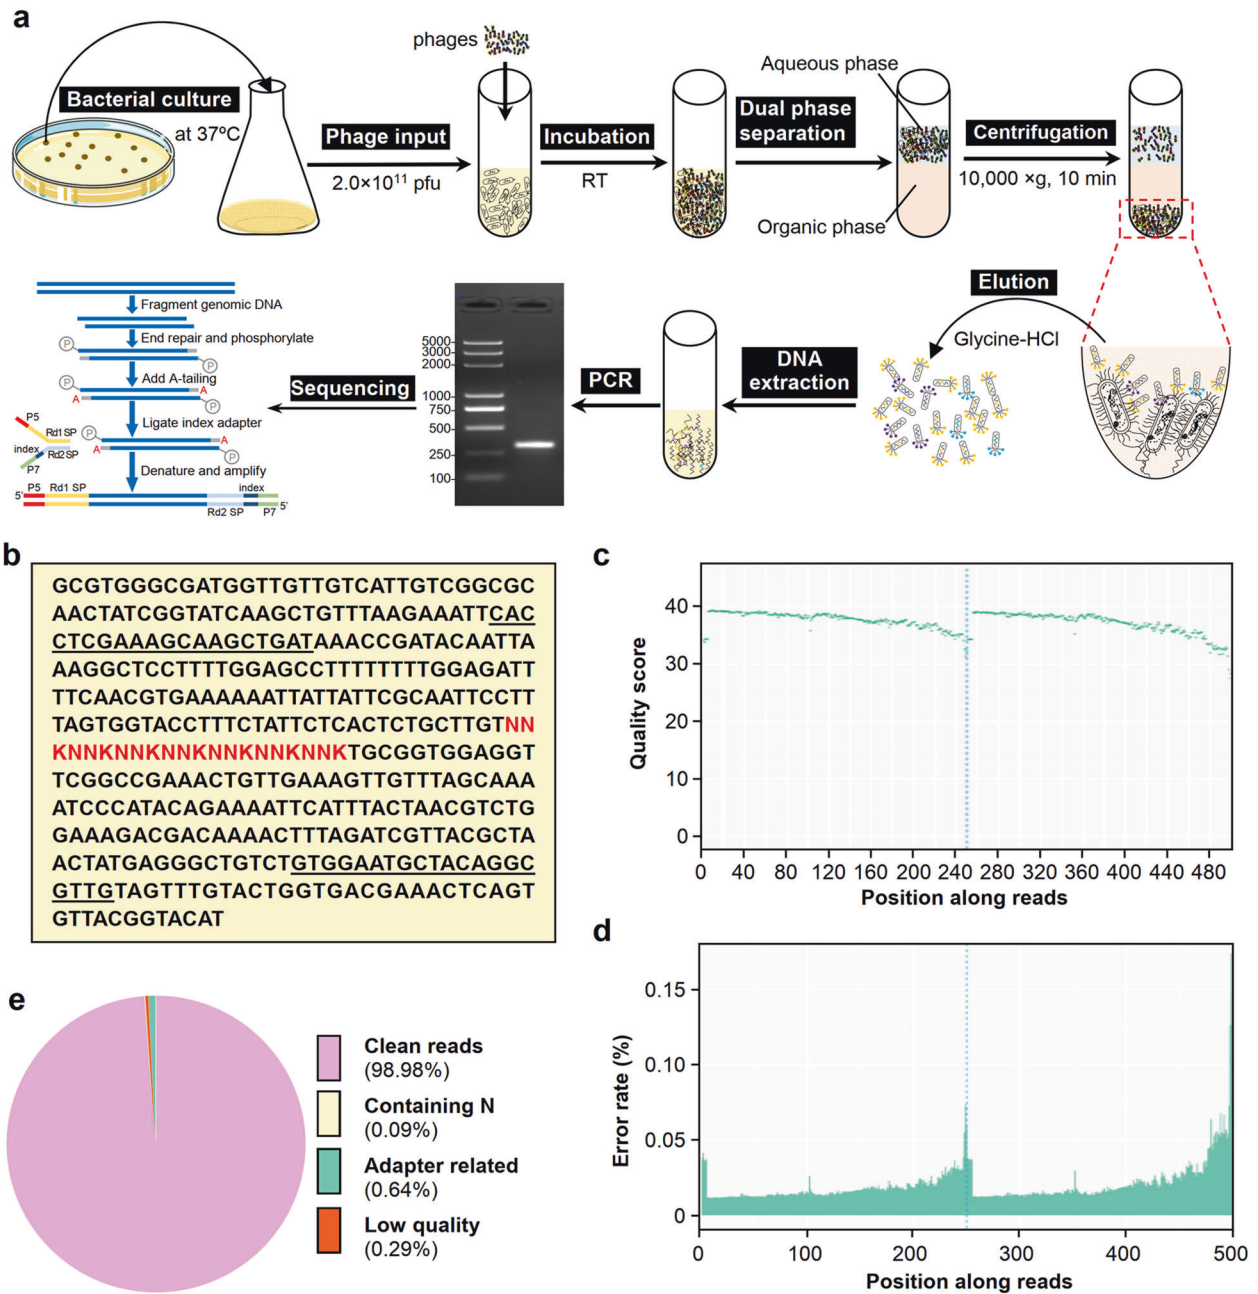 a
phages
Bacterial culture
at 37ºC
Phage input
2.0×10¹¹ pfu
Incubation
RT
Dual phase
separation
Aqueous phase
Organic phase
Centrifugation
10,000 ×g, 10 min
Elution
Glycine-HCl
DNA
extraction
PCR
5000
3000
2000
1000
750
500
250
100
Sequencing
Fragment genomic DNA
End repair and phosphorylate
P
P
Add A-tailing
P
A
A
P
Ligate index adapter
P5
Rd1 SP
index
Rd2SP
P7
P
A
A
P
Denature and amplify
P5 Rd1 SP index
5'
Rd2 SP P7 5'
b
GCGTGGGCGATGGTTGTTGTCATTGTCGGCGC
AACTATCGGTATCAAGCTGTTTAAGAAATTCAC
CTCGAAAGCAAGCTGATAAACCGATACAATTA
AAGGCTCCTTTTGGAGCCTTTTTTTTGGAGATT
TTCAACGTGAAAAAATTATTATTCGCAATTCCTT
TAGTGGTACCTTTCTATTCTCACTCTGCTTGTNN
KNNKNNKNNKNNKNNKNNKTGCGGTGGAGGT
TCGGCCGAAACTGTTGAAAGTTGTTTAGCAAA
ATCCCATACAGAAAATTCATTTACTAACGTCTG
GAAAGACGACAAAACTTTAGATCGTTACGCTA
ACTATGAGGGCTGTCTGTGGAATGCTACAGGC
GTTGTAGTTTGTACTGGTGACGAAACTCAGT
GTTACGGTACAT
c
Quality score
40
30
20
10
0
0 40 80 120 160 200 240 280 320 360 400 440 480
Position along reads
d
Error rate (%)
0.15
0.10
0.05
0
0 100 200 300 400 500
Position along reads
e
Clean reads
(98.98%)
Containing N
(0.09%)
Adapter related
(0.64%)
Low quality
(0.29%)